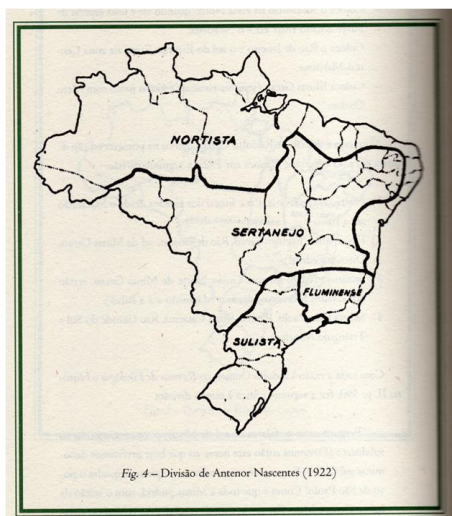 NORTISTA
SERTANEJO
FLUMINENSE
SULISTA
Fig. 4 – Divisão de Antenor Nascentes (1922)